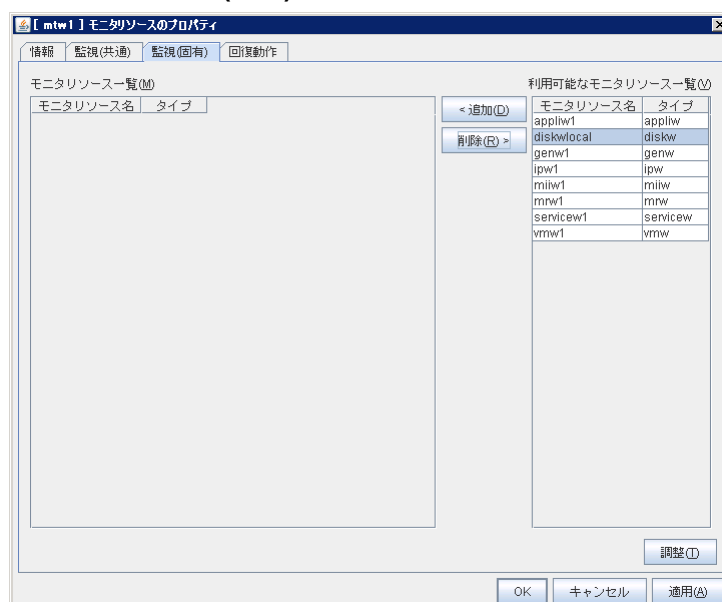 [ mtw1 ] モニタリソースのプロパティ
情報 監視(共通) 監視(固有) 回復動作
モニタリソース一覧(M) 利用可能なモニタリソース一覧(V)
モニタリソース名 タイプ < 追加(D) モニタリソース名 タイプ
appliw1 appliw
削除(R) > diskwlocal diskw
genw1 genw
ipw1 ipw
miiw1 miiw
mrw1 mrw
servicew1 servicew
vmw1 vmw
調整(T)
OK キャンセル 適用(A)